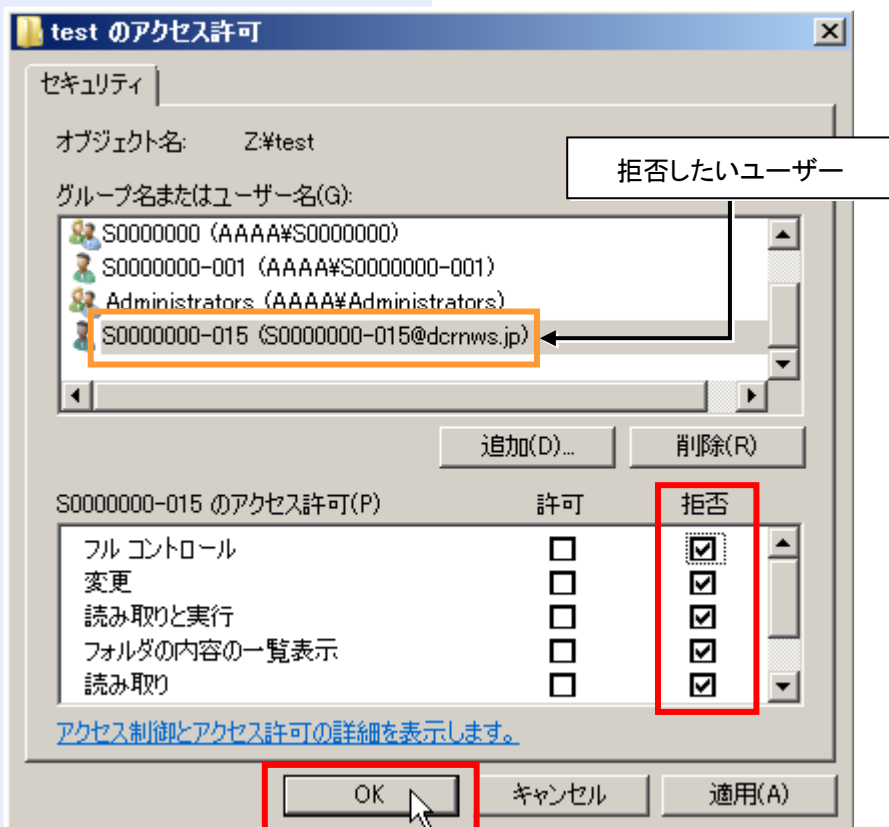 test のアクセス許可
セキュリティ
オブジェクト名: Z:¥test
拒否したいユーザー
グループ名またはユーザー名(G):
S0000000 (AAAA¥S0000000)
S0000000-001 (AAAA¥S0000000-001)
Administrators (AAAA¥Administrators)
S0000000-015 (S0000000-015@dcrnws.jp)
追加(D)... 削除(R)
S0000000-015 のアクセス許可(P) 許可 拒否
フル コントロール
変更
読み取りと実行
フォルダの内容の一覧表示
読み取り
アクセス制御とアクセス許可の詳細を表示します。
OK キャンセル 適用(A)